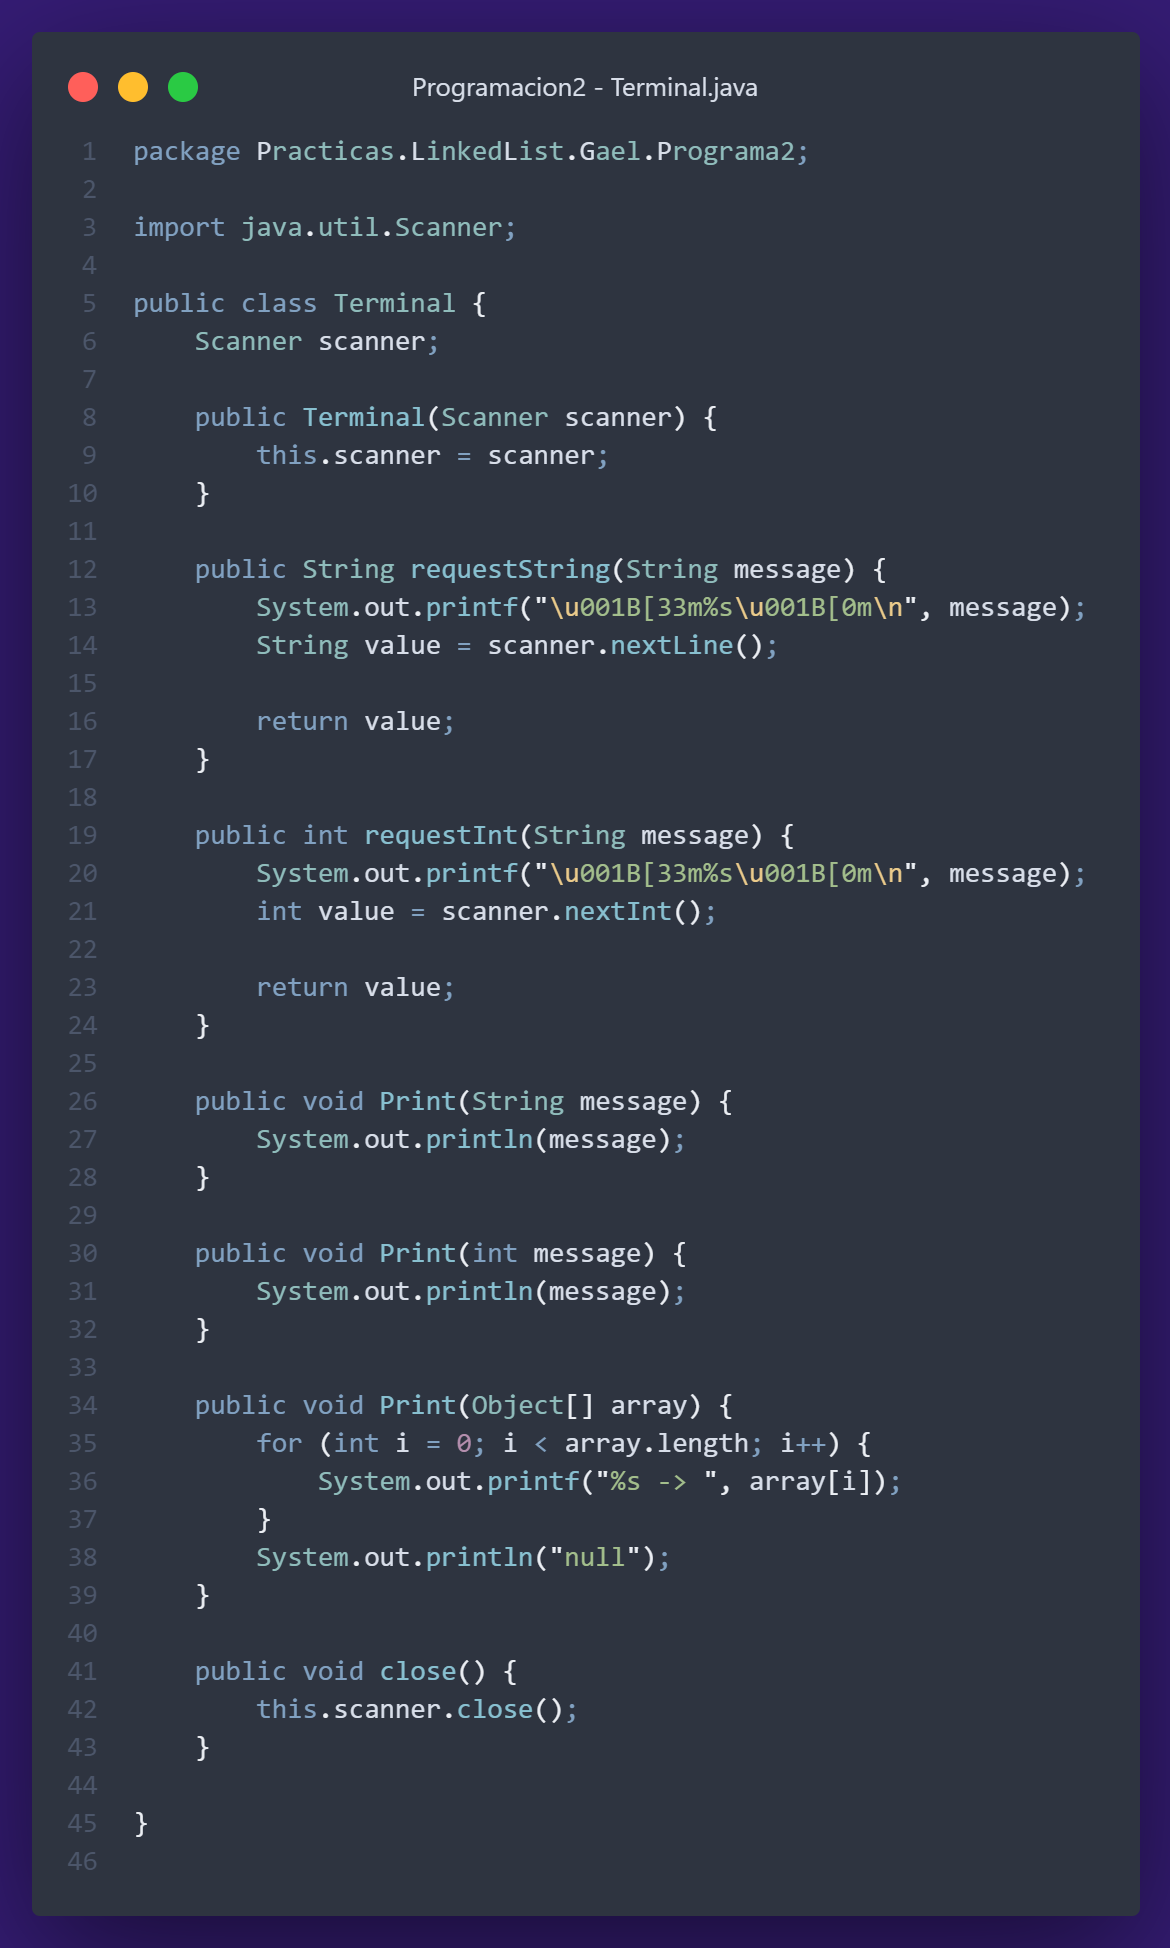 Programacion2 - Terminal.java
1 package Practicas.LinkedList.Gael.Programa2;
2
3 import java.util.Scanner;
4
5 public class Terminal {
6     Scanner scanner;
7
8     public Terminal(Scanner scanner) {
9         this.scanner = scanner;
10     }
11
12     public String requestString(String message) {
13         System.out.printf("\u001B[33m%s\u001B[0m\n", message);
14         String value = scanner.nextLine();
15
16         return value;
17     }
18
19     public int requestInt(String message) {
20         System.out.printf("\u001B[33m%s\u001B[0m\n", message);
21         int value = scanner.nextInt();
22
23         return value;
24     }
25
26     public void Print(String message) {
27         System.out.println(message);
28     }
29
30     public void Print(int message) {
31         System.out.println(message);
32     }
33
34     public void Print(Object[] array) {
35         for (int i = 0; i < array.length; i++) {
36             System.out.printf("%s -> ", array[i]);
37         }
38         System.out.println("null");
39     }
40
41     public void close() {
42         this.scanner.close();
43     }
44
45 }
46